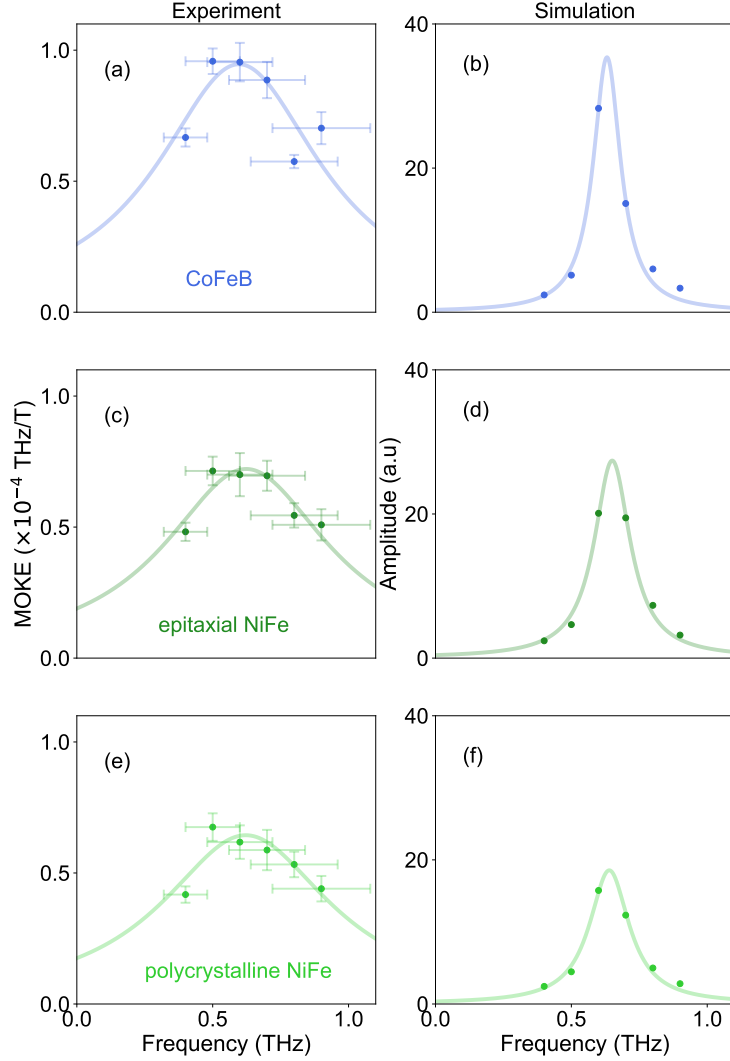 Experiment
Simulation
1.0
0.5
0.0
(a)
CoFeB
40
20
0
(b)
1.0
0.5
0.0
(c)
epitaxial NiFe
MOKE (×10⁻⁴ THz/T)
40
20
0
(d)
Amplitude (a.u)
1.0
0.5
0.0
(e)
polycrystalline NiFe
0.0 0.5 1.0
Frequency (THz)
40
20
0
(f)
0.0 0.5 1.0
Frequency (THz)